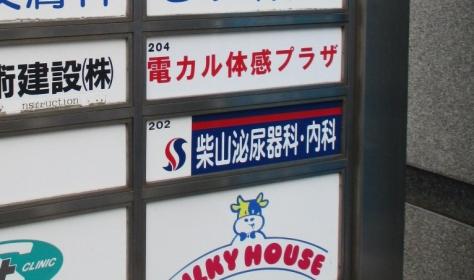 204
電カル体感プラザ
術建設㈱
nstruction
202
柴山泌尿器科・内科
CLINIC
LKY HOUSE